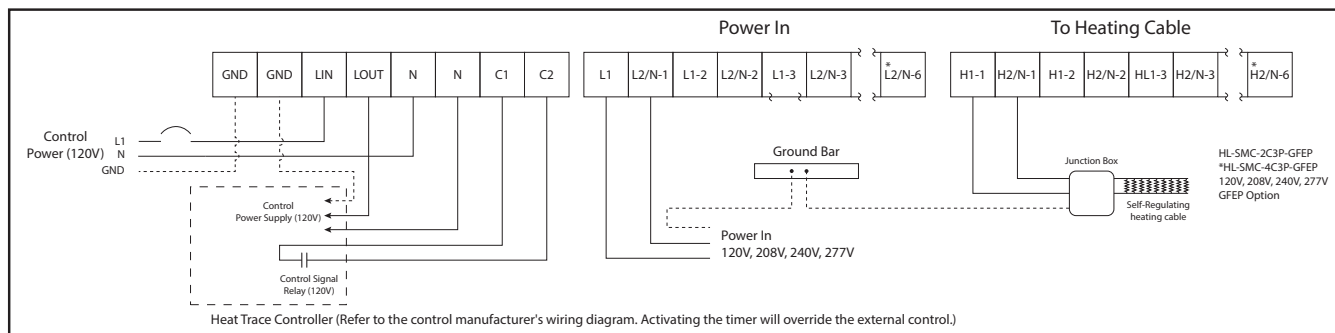 Power In
To Heating Cable
GND GND LIN LOUT N N C1 C2
L1 L2/N-1 L1-2 L2/N-2 L1-3 L2/N-3 * L2/N-6
H1-1 H2/N-1 H1-2 H2/N-2 HL1-3 H2/N-3 * H2/N-6
Control
Power (120V)
L1
N
GND
Control
Power Supply (120V)
Control Signal
Relay (120V)
Ground Bar
Power In
120V, 208V, 240V, 277V
Junction Box
Self-Regulating
heating cable
HL-SMC-2C3P-GFEP
*HL-SMC-4C3P-GFEP
120V, 208V, 240V, 277V
GFEP Option
Heat Trace Controller (Refer to the control manufacturer's wiring diagram. Activating the timer will override the external control.)